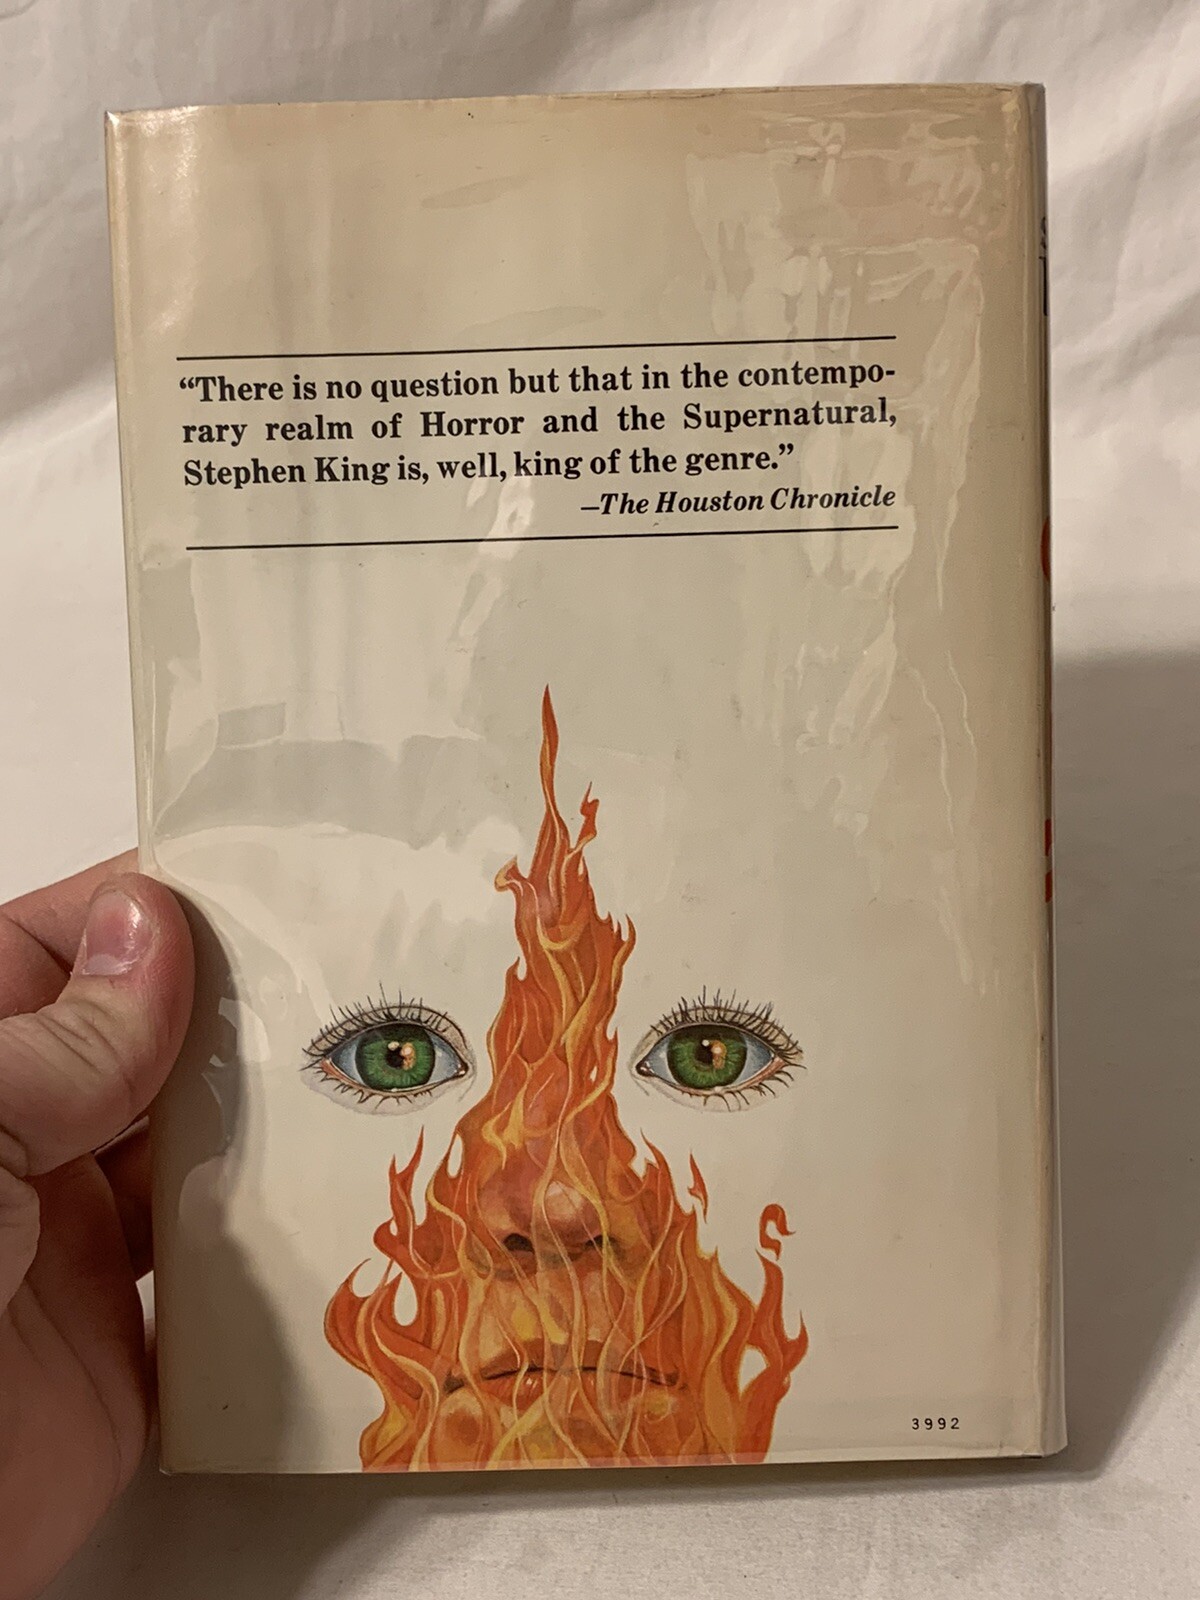 “There is no question but that in the contempo-
rary realm of Horror and the Supernatural,
Stephen King is, well, king of the genre.”
—The Houston Chronicle
3992